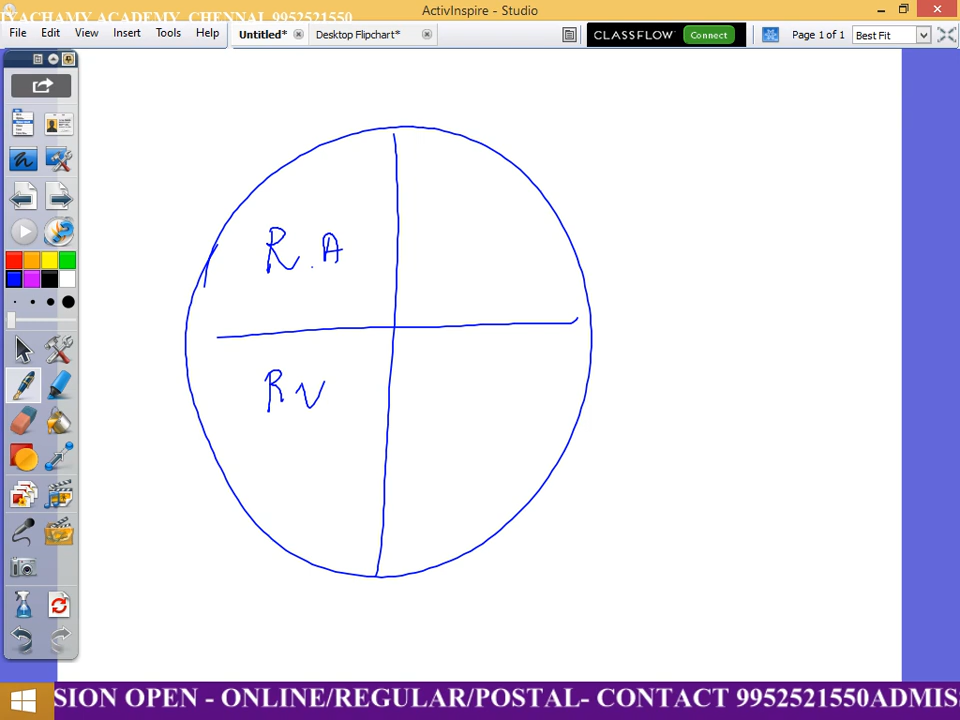 IYACHAMY ACADEMY, CHENNAI 9952521550
ActivInspire - Studio
File Edit View Insert Tools Help Untitled* Desktop Flipchart* CLASSFLOW Connect Page 1 of 1 Best Fit
R.A
RV
SION OPEN - ONLINE/REGULAR/POSTAL- CONTACT 9952521550ADMIS